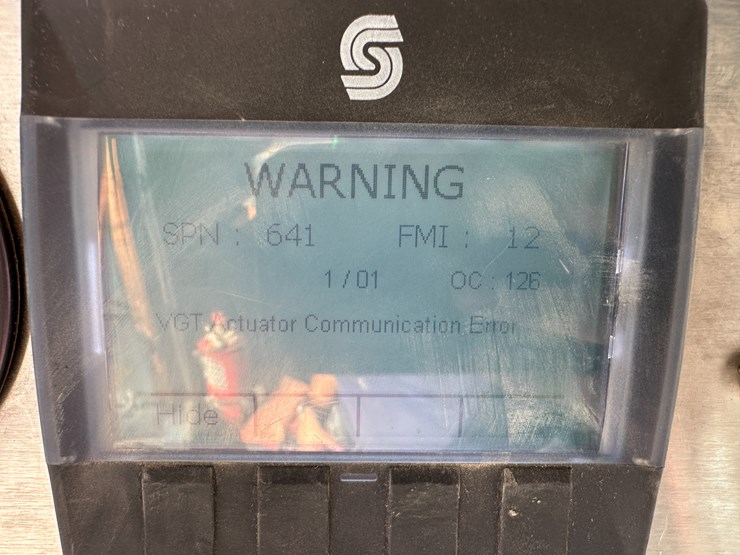 WARNING
SPN : 641 FMI : 12
1 / 01 OC : 126
VGT Actuator Communication Error
Hide